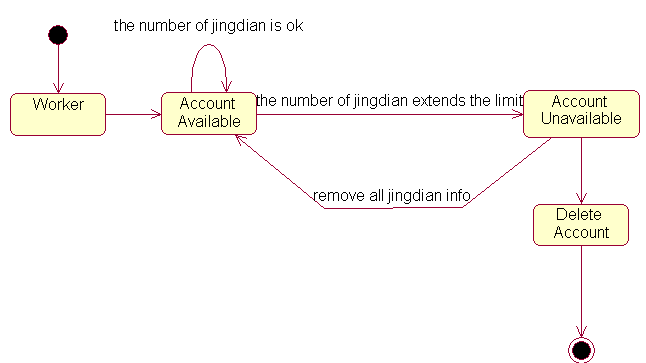 the number of jingdian is ok
Worker
Account
Available
the number of jingdian extends the limit
Account
Unavailable
remove all jingdian info
Delete
Account